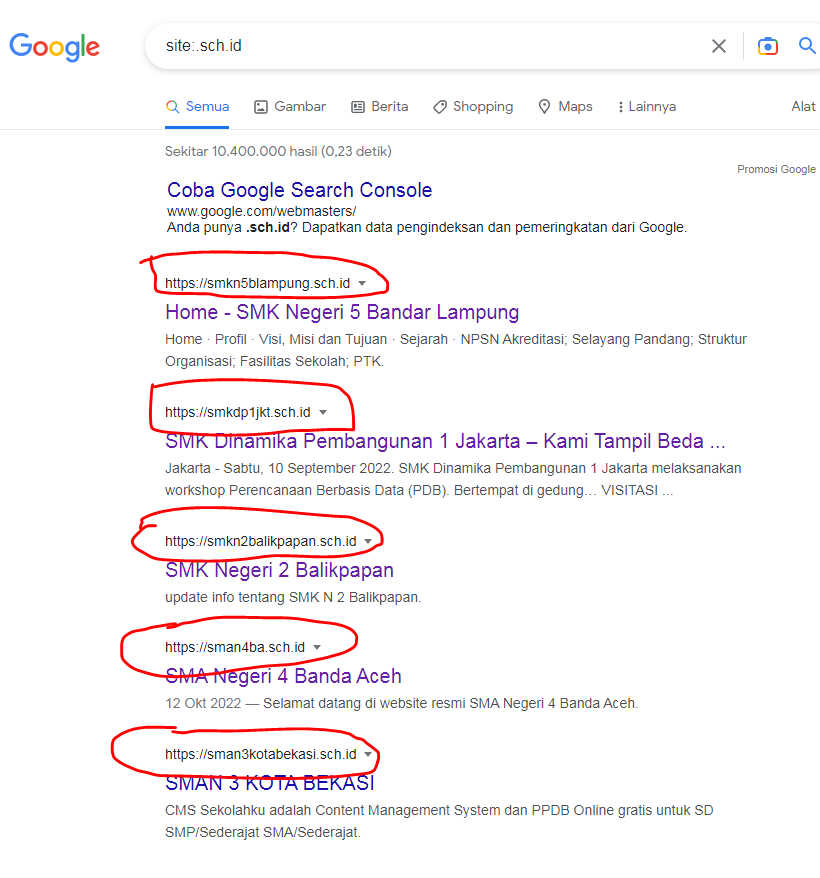 Google
site:.sch.id
Semua
Gambar
Berita
Shopping
Maps
Lainnya
Alat
Sekitar 10.400.000 hasil (0,23 detik)
Promosi Google
Coba Google Search Console
www.google.com/webmasters/
Anda punya .sch.id? Dapatkan data pengindeksan dan pemeringkatan dari Google.
https://smkn5blampung.sch.id
Home - SMK Negeri 5 Bandar Lampung
Home · Profil · Visi, Misi dan Tujuan · Sejarah · NPSN Akreditasi; Selayang Pandang; Struktur
Organisasi; Fasilitas Sekolah; PTK.
https://smkdp1jkt.sch.id
SMK Dinamika Pembangunan 1 Jakarta – Kami Tampil Beda ...
Jakarta - Sabtu, 10 September 2022. SMK Dinamika Pembangunan 1 Jakarta melaksanakan
workshop Perencanaan Berbasis Data (PDB). Bertempat di gedung… VISITASI ...
https://smkn2balikpapan.sch.id
SMK Negeri 2 Balikpapan
update info tentang SMK N 2 Balikpapan.
https://sman4ba.sch.id
SMA Negeri 4 Banda Aceh
12 Okt 2022 — Selamat datang di website resmi SMA Negeri 4 Banda Aceh.
https://sman3kotabekasi.sch.id
SMAN 3 KOTA BEKASI
CMS Sekolahku adalah Content Management System dan PPDB Online gratis untuk SD
SMP/Sederajat SMA/Sederajat.